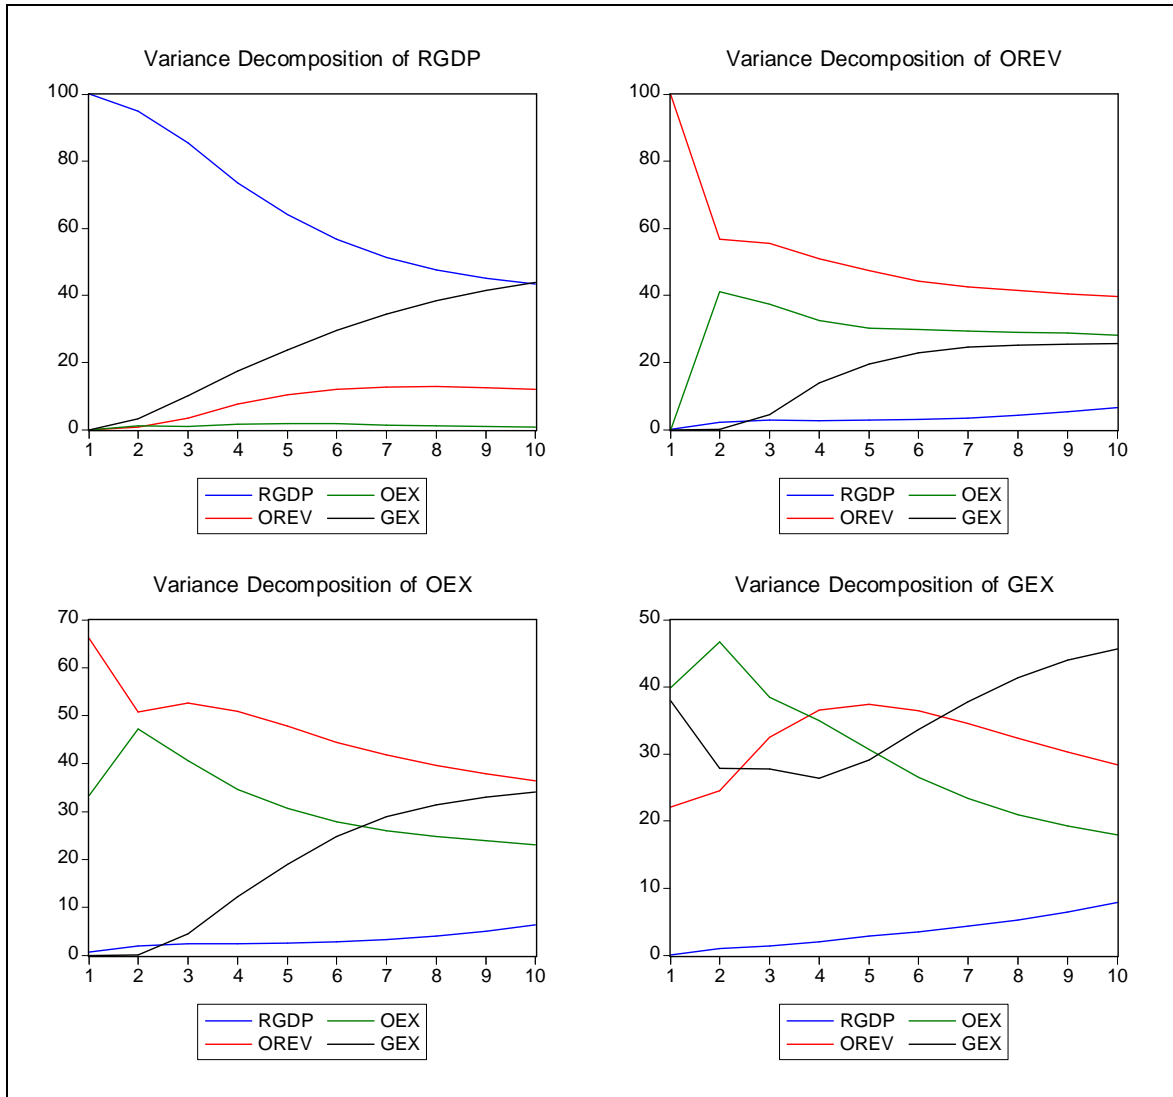 Variance Decomposition of RGDP
100
80
60
40
20
0
1 2 3 4 5 6 7 8 9 10
RGDP OEX
OREV GEX
Variance Decomposition of OREV
100
80
60
40
20
0
1 2 3 4 5 6 7 8 9 10
RGDP OEX
OREV GEX
Variance Decomposition of OEX
70
60
50
40
30
20
10
0
1 2 3 4 5 6 7 8 9 10
RGDP OEX
OREV GEX
Variance Decomposition of GEX
50
40
30
20
10
0
1 2 3 4 5 6 7 8 9 10
RGDP OEX
OREV GEX